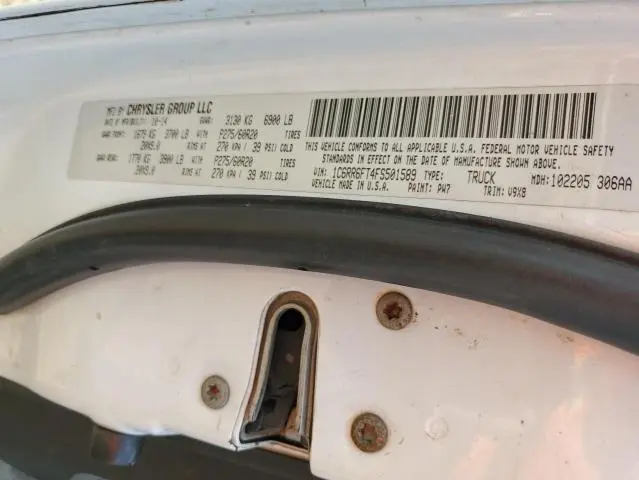 MFD BY CHRYSLER GROUP LLC
DATE OF MFR 10-14 GVWR: 3130 KG 6900 LB
GAWR FRONT: 1679 KG 3700 LB WITH P275/60R20 TIRES
20X9.0 RIMS AT 270 KPA/ 39 PSI) COLD
GAWR REAR: 1770 KG 3900 LB WITH P275/60R20 TIRES
20X9.0 RIMS AT 270 KPA/ 39 PSI) COLD
THIS VEHICLE CONFORMS TO ALL APPLICABLE U.S.A. FEDERAL MOTOR VEHICLE SAFETY
STANDARDS IN EFFECT ON THE DATE OF MANUFACTURE SHOWN ABOVE.
VIN: 1C6RR6FT4FS501589 TYPE: TRUCK MDH: 102205 306AA
VEHICLE MADE IN U.S.A. PAINT: PW7 TRIM: V9X8